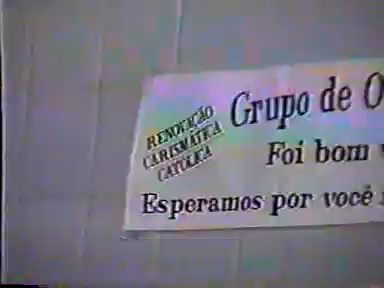 RENOVAÇÃO
CARISMÁTICA
CATÓLICA
Grupo de O
Foi bom
Esperamos por você